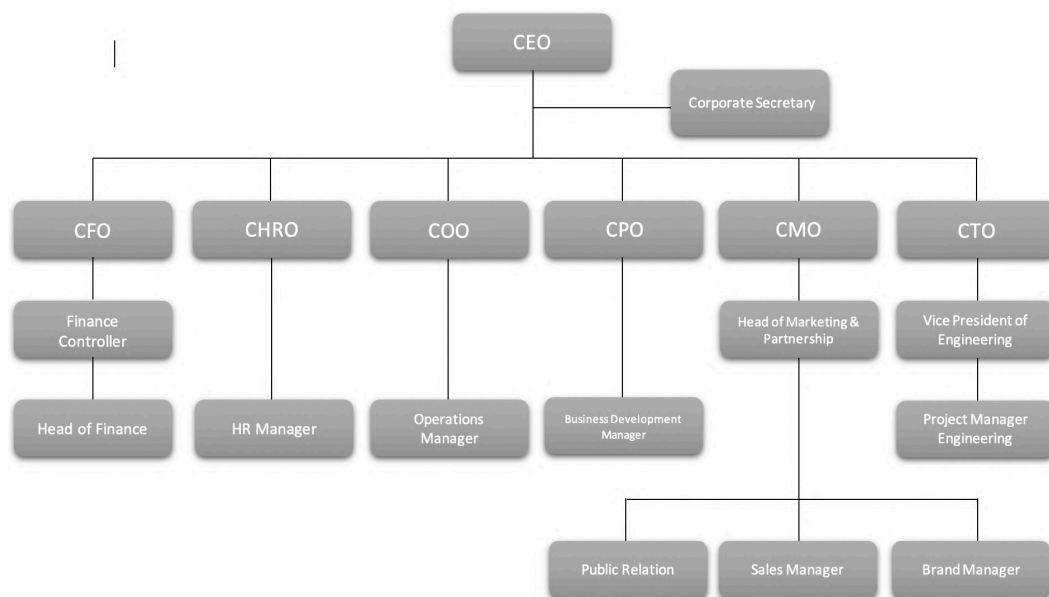 CEO
Corporate Secretary
CFO
CHRO
COO
CPO
CMO
CTO
Finance
Controller
Head of Marketing &
Partnership
Vice President of
Engineering
Head of Finance
HR Manager
Operations
Manager
Business Development
Manager
Project Manager
Engineering
Public Relation
Sales Manager
Brand Manager